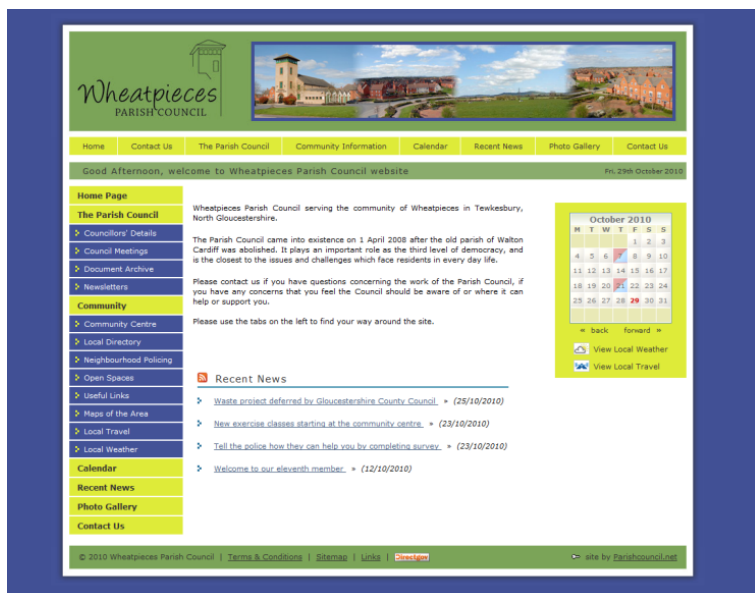 Wheatpieces
PARISH COUNCIL
Home Contact Us The Parish Council Community Information Calendar Recent News Photo Gallery Contact Us
Good Afternoon, welcome to Wheatpieces Parish Council website Fri. 29th October 2010
Home Page
The Parish Council
Councillors' Details
Council Meetings
Document Archive
Newsletters
Community
Community Centre
Local Directory
Neighbourhood Policing
Open Spaces
Useful Links
Maps of the Area
Local Travel
Local Weather
Calendar
Recent News
Photo Gallery
Contact Us
Wheatpieces Parish Council serving the community of Wheatpieces in Tewkesbury,
North Gloucestershire.
The Parish Council came into existence on 1 April 2008 after the old parish of Walton
Cardiff was abolished. It plays an important role as the third level of democracy, and
is the closest to the issues and challenges which face residents in every day life.
Please contact us if you have questions concerning the work of the Parish Council, if
you have any concerns that you feel the Council should be aware of or where it can
help or support you.
Please use the tabs on the left to find your way around the site.
Recent News
Waste project deferred by Gloucestershire County Council » (25/10/2010)
New exercise classes starting at the community centre » (23/10/2010)
Tell the police how they can help you by completing survey » (23/10/2010)
Welcome to our eleventh member » (12/10/2010)
October 2010
M T W T F S S
1 2 3
4 5 6 7 8 9 10
11 12 13 14 15 16 17
18 19 20 21 22 23 24
25 26 27 28 29 30 31
« back forward »
View Local Weather
View Local Travel
© 2010 Wheatpieces Parish Council | Terms & Conditions | Sitemap | Links | Directgov
site by Parishcouncil.net